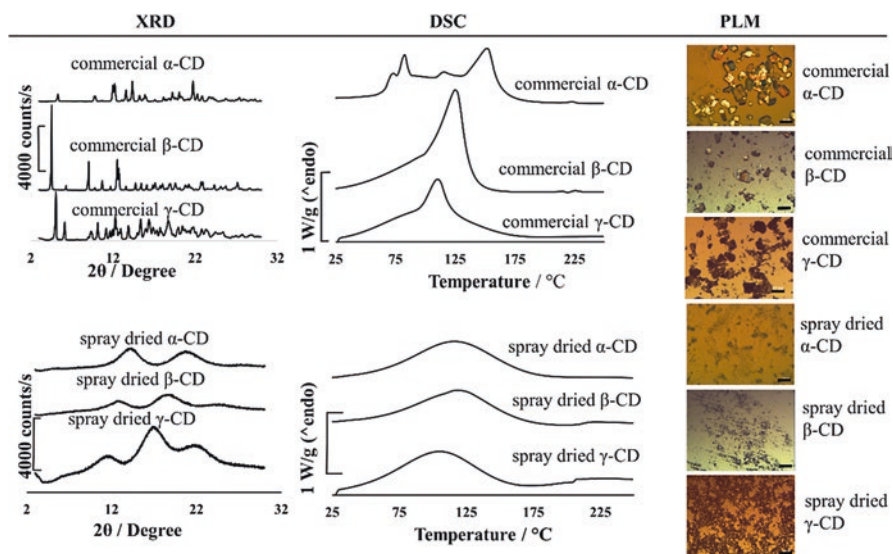 XRD DSC PLM
commercial α-CD
commercial β-CD
commercial γ-CD
4000 counts/s
2 12 22 32
2θ / Degree
commercial α-CD
commercial β-CD
commercial γ-CD
1 W/g (^endo)
25 75 125 175 225
Temperature / °C
commercial
α-CD
commercial
β-CD
commercial
γ-CD
spray dried α-CD
spray dried β-CD
spray dried γ-CD
4000 counts/s
2 12 22 32
2θ / Degree
spray dried α-CD
spray dried β-CD
spray dried γ-CD
1 W/g (^endo)
25 75 125 175 225
Temperature / °C
spray dried
α-CD
spray dried
β-CD
spray dried
γ-CD